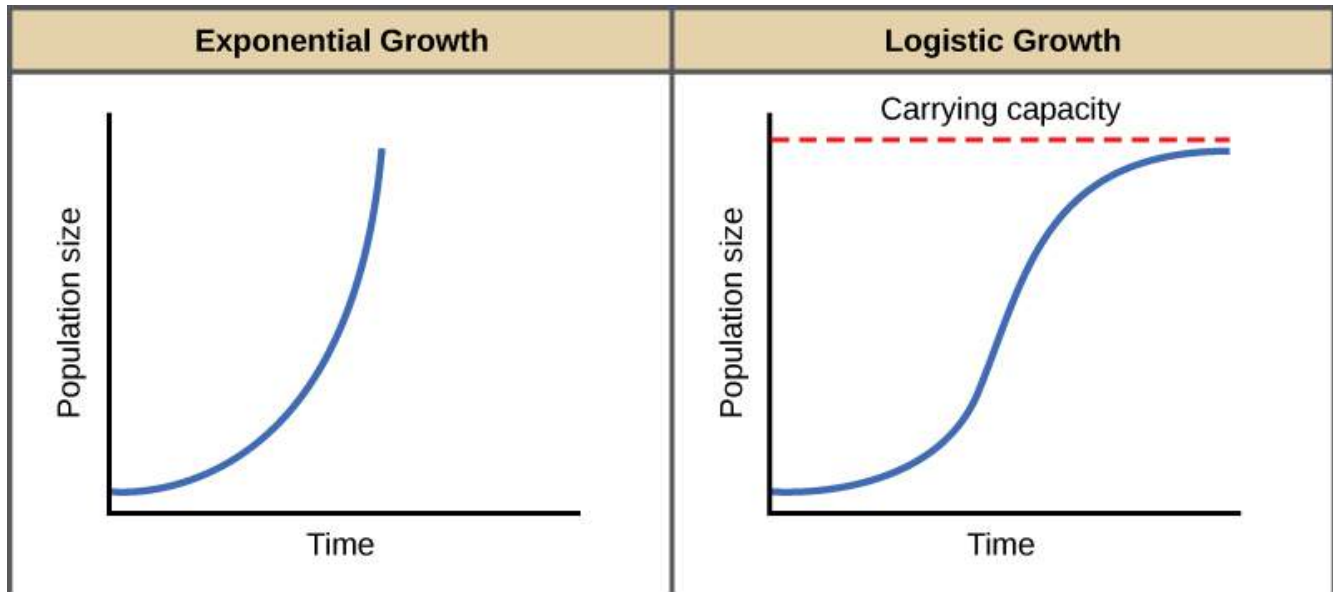 Exponential Growth
Logistic Growth
Population size
Time
Carrying capacity
Population size
Time